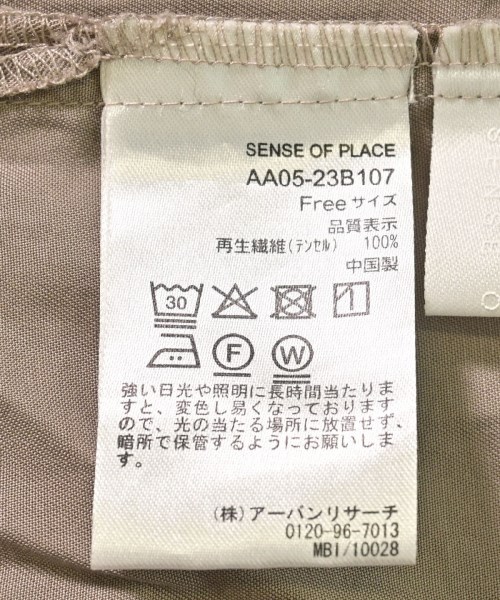 SENSE OF PLACE
AA05-23B107
Freeサイズ
品質表示
再生繊維(テンセル) 100%
中国製
30
F
W
強い日光や照明に長時間当たりま
すと、変色し易くなっております
ので、光の当たる場所に放置せず、
暗所で保管するようにお願いしま
す。
(株)アーバンリサーチ
0120-96-7013
MBI/10028